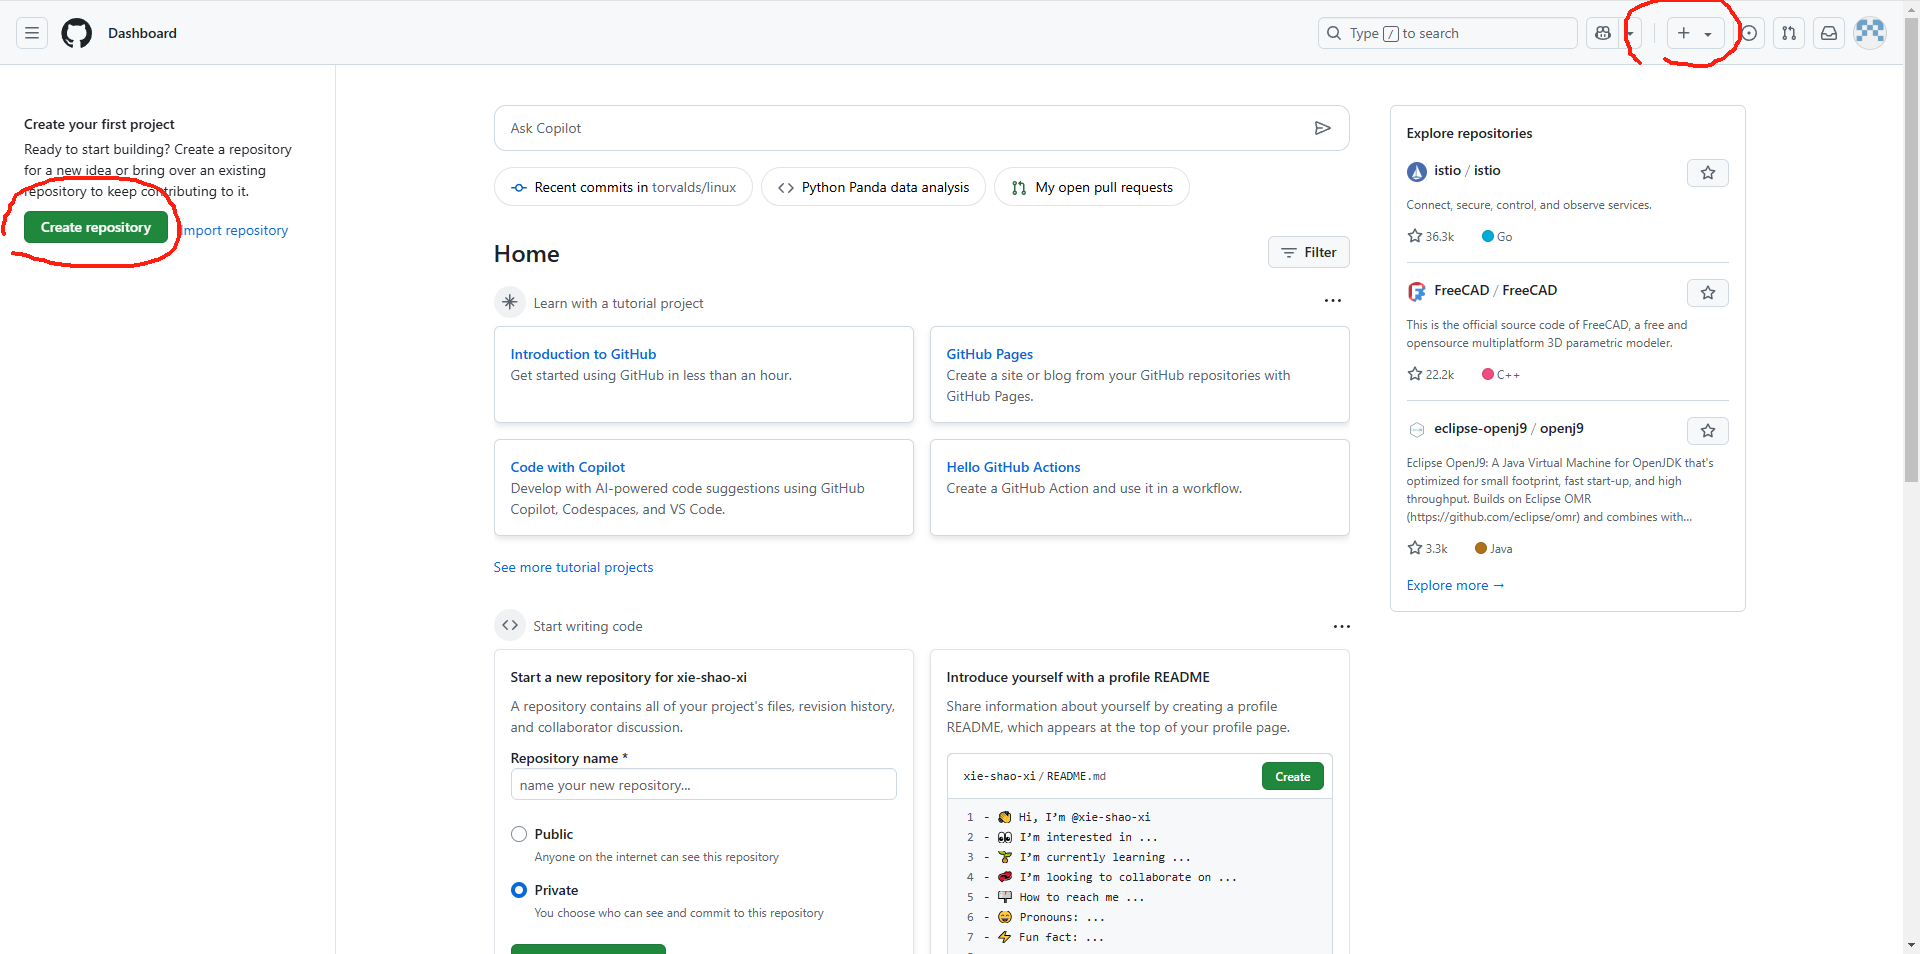 Dashboard
Type / to search
Create your first project
Ready to start building? Create a repository
for a new idea or bring over an existing
repository to keep contributing to it.
Create repository
Import repository
Ask Copilot
Recent commits in torvalds/linux
Python Panda data analysis
My open pull requests
Home
Filter
Learn with a tutorial project
Introduction to GitHub
Get started using GitHub in less than an hour.
GitHub Pages
Create a site or blog from your GitHub repositories with
GitHub Pages.
Code with Copilot
Develop with AI-powered code suggestions using GitHub
Copilot, Codespaces, and VS Code.
Hello GitHub Actions
Create a GitHub Action and use it in a workflow.
See more tutorial projects
Start writing code
Start a new repository for xie-shao-xi
A repository contains all of your project's files, revision history,
and collaborator discussion.
Repository name *
name your new repository...
Public
Anyone on the internet can see this repository
Private
You choose who can see and commit to this repository
Introduce yourself with a profile README
Share information about yourself by creating a profile
README, which appears at the top of your profile page.
xie-shao-xi / README.md
Create
1 - 👋 Hi, I'm @xie-shao-xi
2 - 👀 I'm interested in ...
3 - 🌱 I'm currently learning ...
4 - 💞️ I'm looking to collaborate on ...
5 - 📫 How to reach me ...
6 - 😄 Pronouns: ...
7 - ⚡ Fun fact: ...
Explore repositories
istio / istio
Connect, secure, control, and observe services.
36.3k
Go
FreeCAD / FreeCAD
This is the official source code of FreeCAD, a free and
opensource multiplatform 3D parametric modeler.
22.2k
C++
eclipse-openj9 / openj9
Eclipse OpenJ9: A Java Virtual Machine for OpenJDK that's
optimized for small footprint, fast start-up, and high
throughput. Builds on Eclipse OMR
(https://github.com/eclipse/omr) and combines with...
3.3k
Java
Explore more →